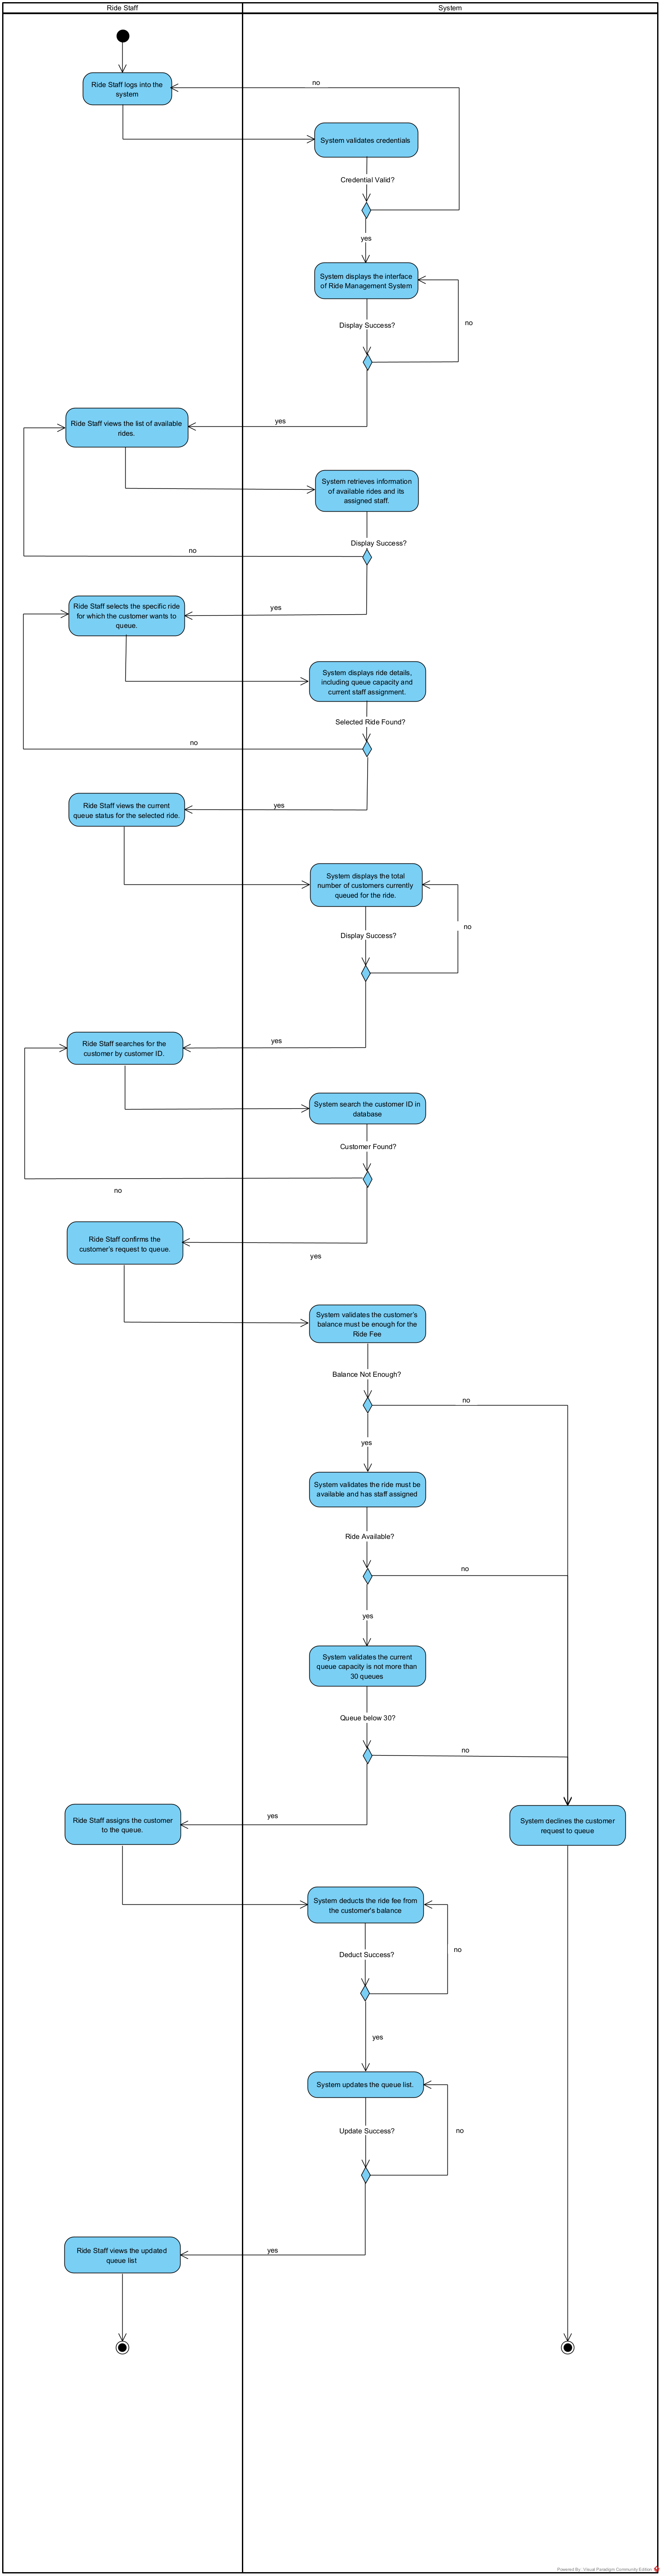 Ride Staff
System
Ride Staff logs into the
system
no
System validates credentials
Credential Valid?
yes
System displays the interface
of Ride Management System
Display Success?
no
Ride Staff views the list of available
rides.
yes
System retrieves information
of available rides and its
assigned staff.
Display Success?
no
Ride Staff selects the specific ride
for which the customer wants to
queue.
yes
System displays ride details,
including queue capacity and
current staff assignment.
Selected Ride Found?
no
Ride Staff views the current
queue status for the selected ride.
yes
System displays the total
number of customers currently
queued for the ride.
no
Display Success?
Ride Staff searches for the
customer by customer ID.
yes
System search the customer ID in
database
Customer Found?
no
Ride Staff confirms the
customer's request to queue.
yes
System validates the customer's
balance must be enough for the
Ride Fee
Balance Not Enough?
no
yes
System validates the ride must be
available and has staff assigned
Ride Available?
no
yes
System validates the current
queue capacity is not more than
30 queues
Queue below 30?
no
Ride Staff assigns the customer
to the queue.
yes
System declines the customer
request to queue
System deducts the ride fee from
the customer's balance
Deduct Success?
no
yes
System updates the queue list.
Update Success?
no
Ride Staff views the updated
queue list
yes
Powered By: Visual Paradigm Community Edition